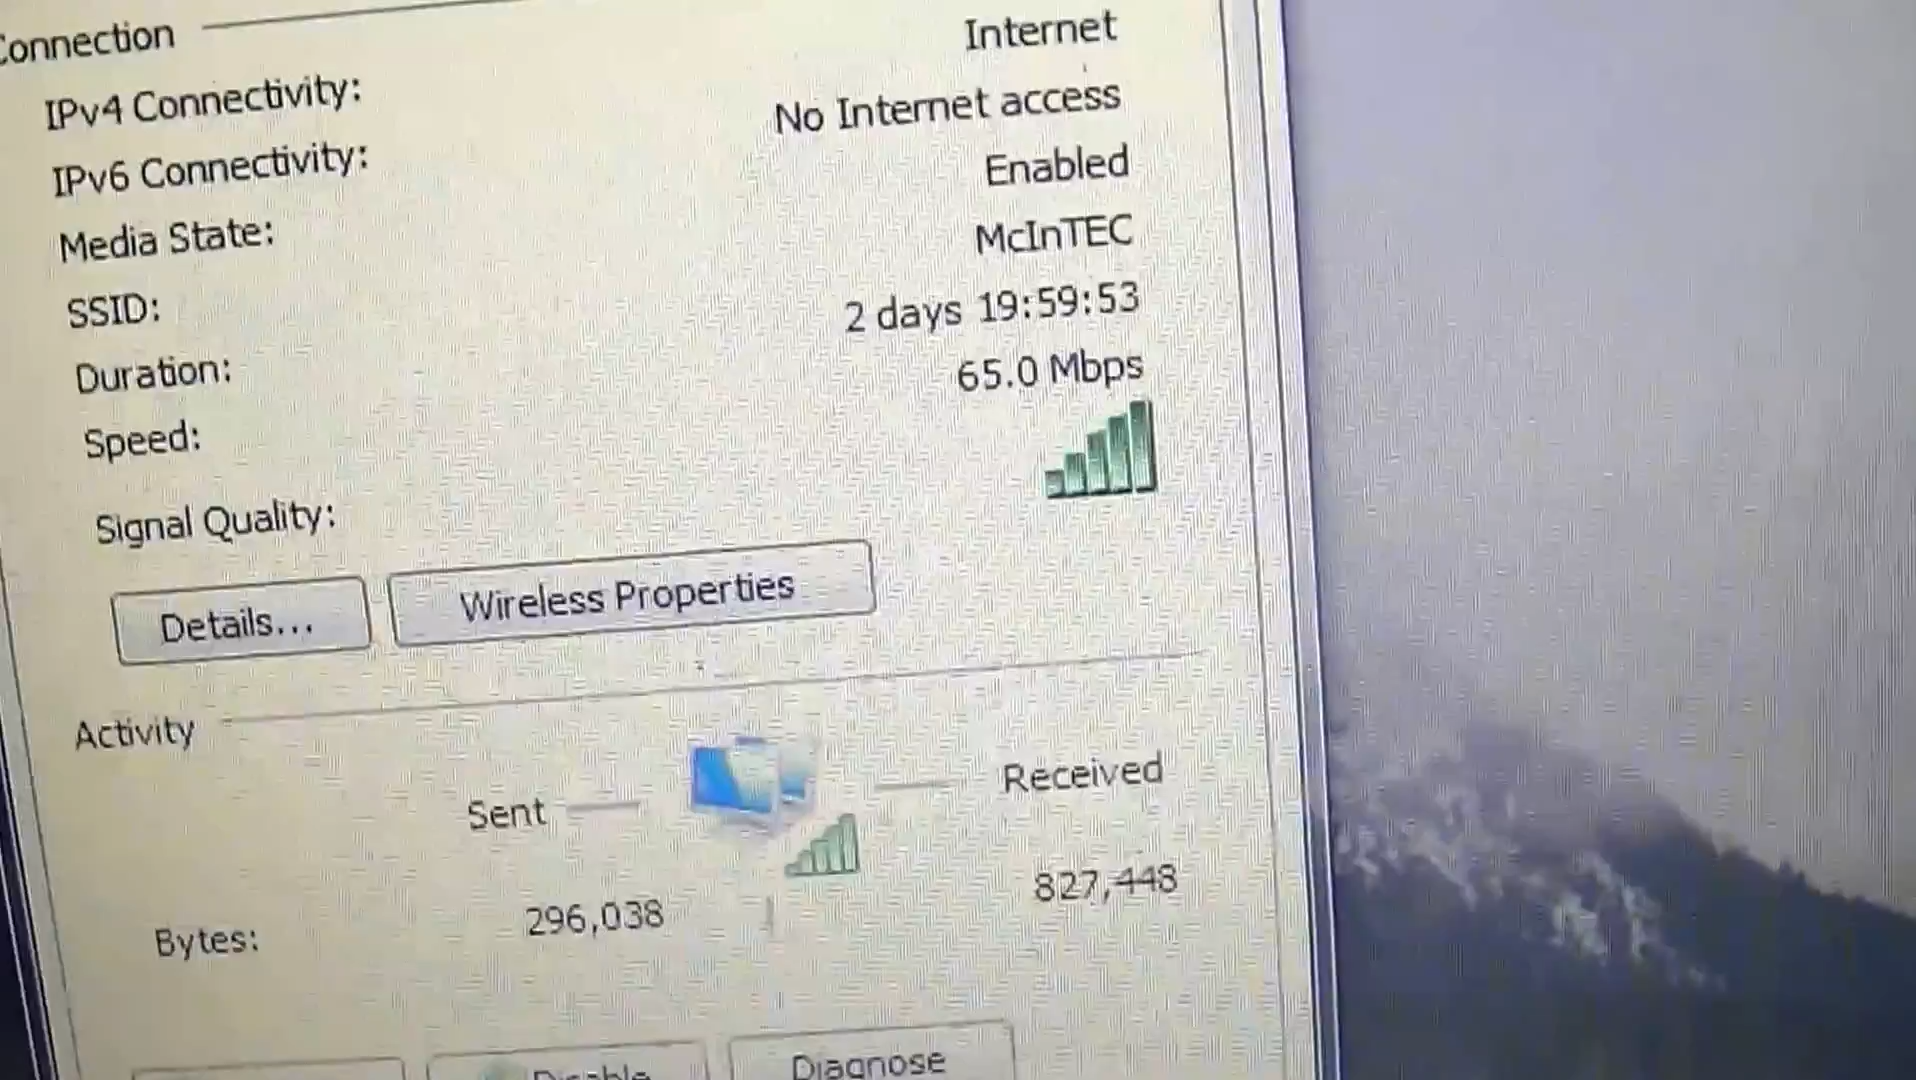 Connection
IPv4 Connectivity: Internet
IPv6 Connectivity: No Internet access
Media State: Enabled
SSID: McInTEC
Duration: 2 days 19:59:53
Speed: 65.0 Mbps
Signal Quality:
Details... Wireless Properties
Activity
Sent Received
Bytes: 296,038 827,448
Disable Diagnose